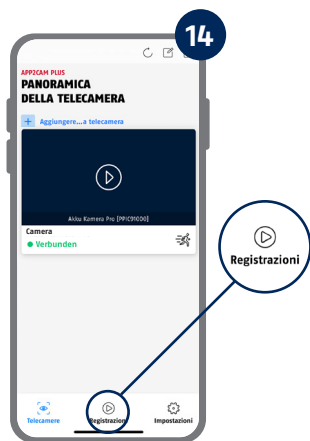 14
APP2CAM PLUS
PANORAMICA
DELLA TELECAMERA
+ Aggiungere...a telecamera
Akku Kamera Pro [PPIC91000]
Camera
Verbunden
Registrazioni
Telecamere
Registrazioni
Impostazioni